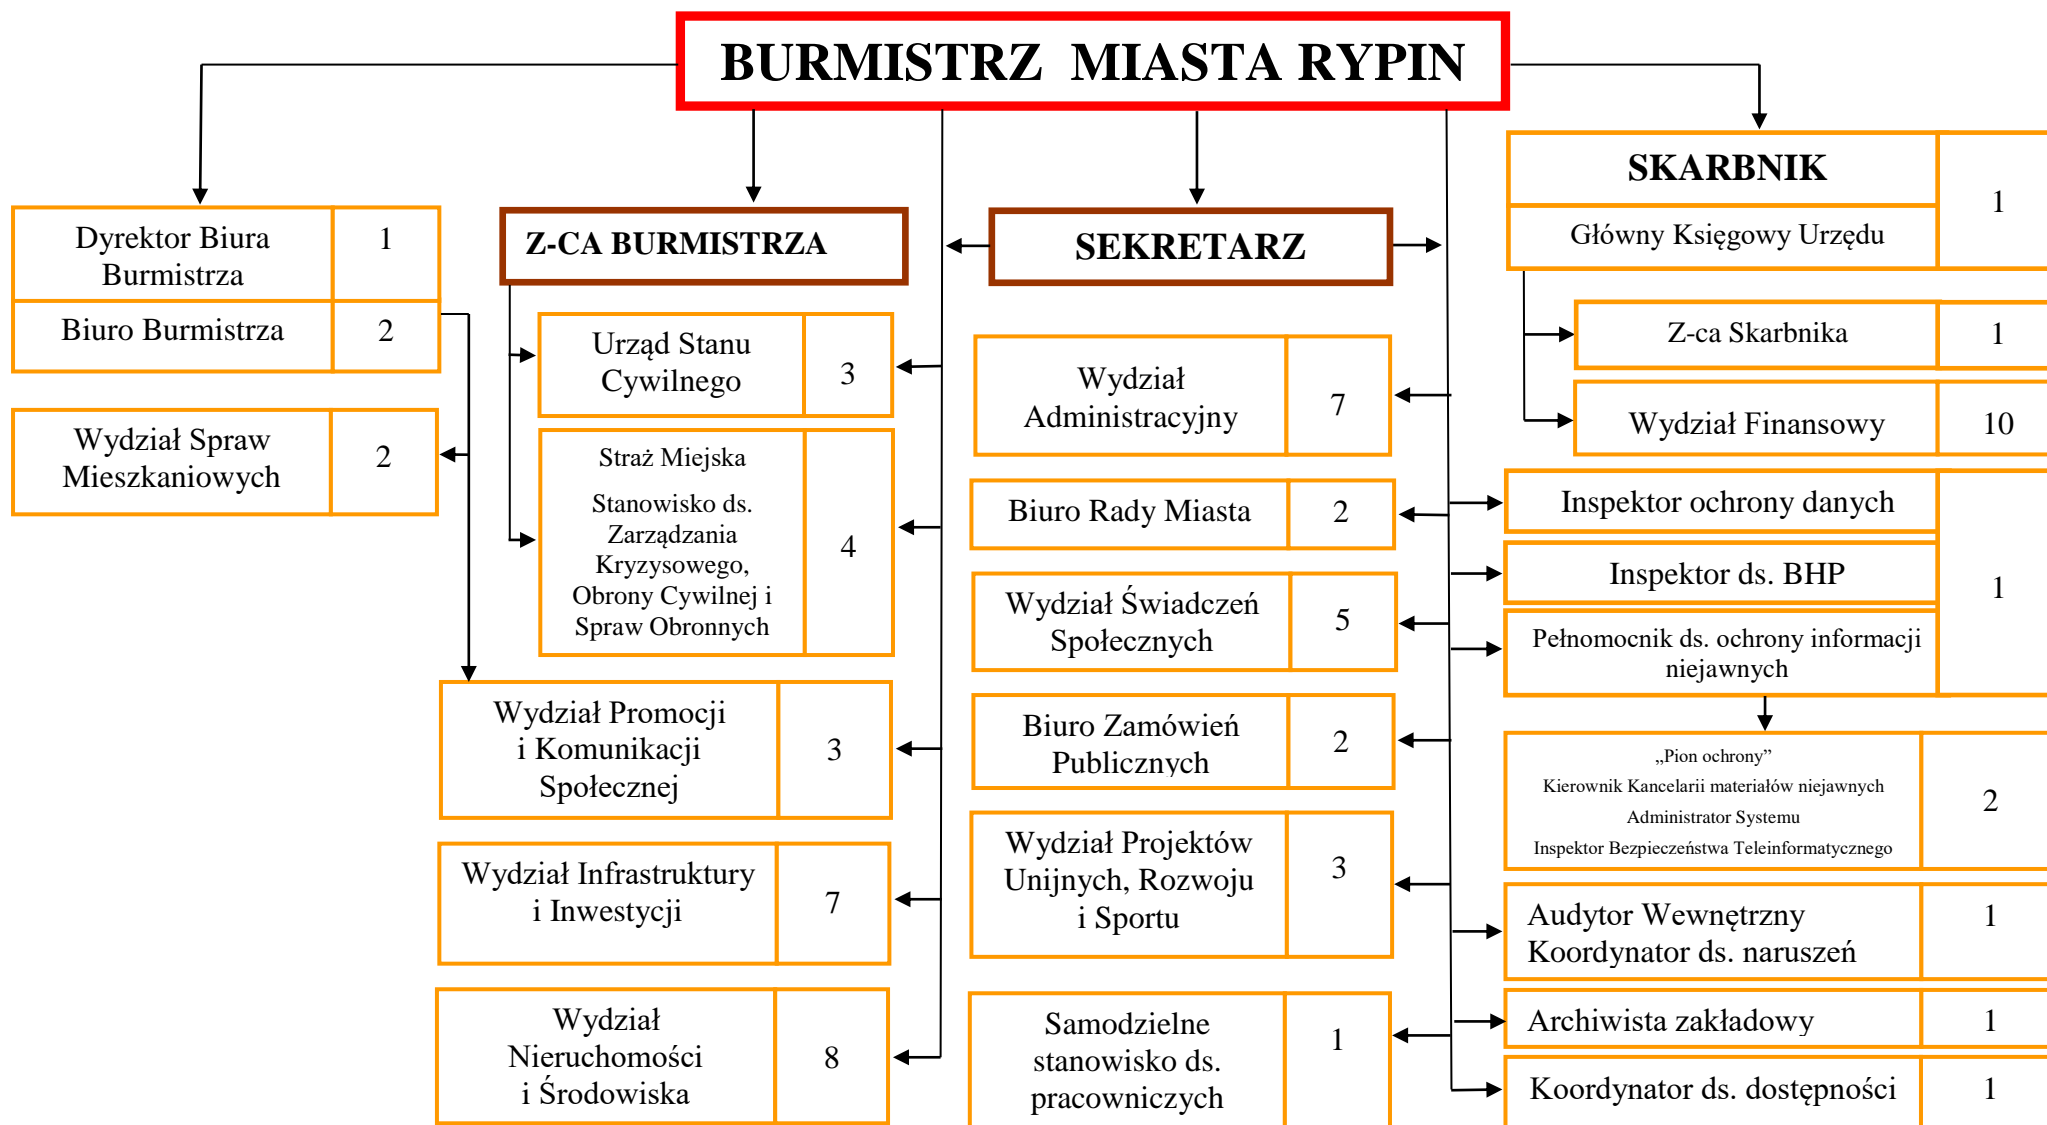 BURMISTRZ MIASTA RYPIN
Dyrektor Biura
Burmistrza
1
Biuro Burmistrza
2
Wydział Spraw
Mieszkaniowych
2
Z-CA BURMISTRZA
Urząd Stanu
Cywilnego
3
Straż Miejska
Stanowisko ds.
Zarządzania
Kryzysowego,
Obrony Cywilnej i
Spraw Obronnych
4
Wydział Promocji
i Komunikacji
Społecznej
3
Wydział Infrastruktury
i Inwestycji
7
Wydział
Nieruchomości
i Środowiska
8
SEKRETARZ
Wydział
Administracyjny
7
Biuro Rady Miasta
2
Wydział Świadczeń
Społecznych
5
Biuro Zamówień
Publicznych
2
Wydział Projektów
Unijnych, Rozwoju
i Sportu
3
Samodzielne
stanowisko ds.
pracowniczych
1
SKARBNIK
Główny Księgowy Urzędu
1
Z-ca Skarbnika
1
Wydział Finansowy
10
Inspektor ochrony danych
Inspektor ds. BHP
Pełnomocnik ds. ochrony informacji
niejawnych
1
„Pion ochrony”
Kierownik Kancelarii materiałów niejawnych
Administrator Systemu
Inspektor Bezpieczeństwa Teleinformatycznego
2
Audytor Wewnętrzny
Koordynator ds. naruszeń
1
Archiwista zakładowy
1
Koordynator ds. dostępności
1